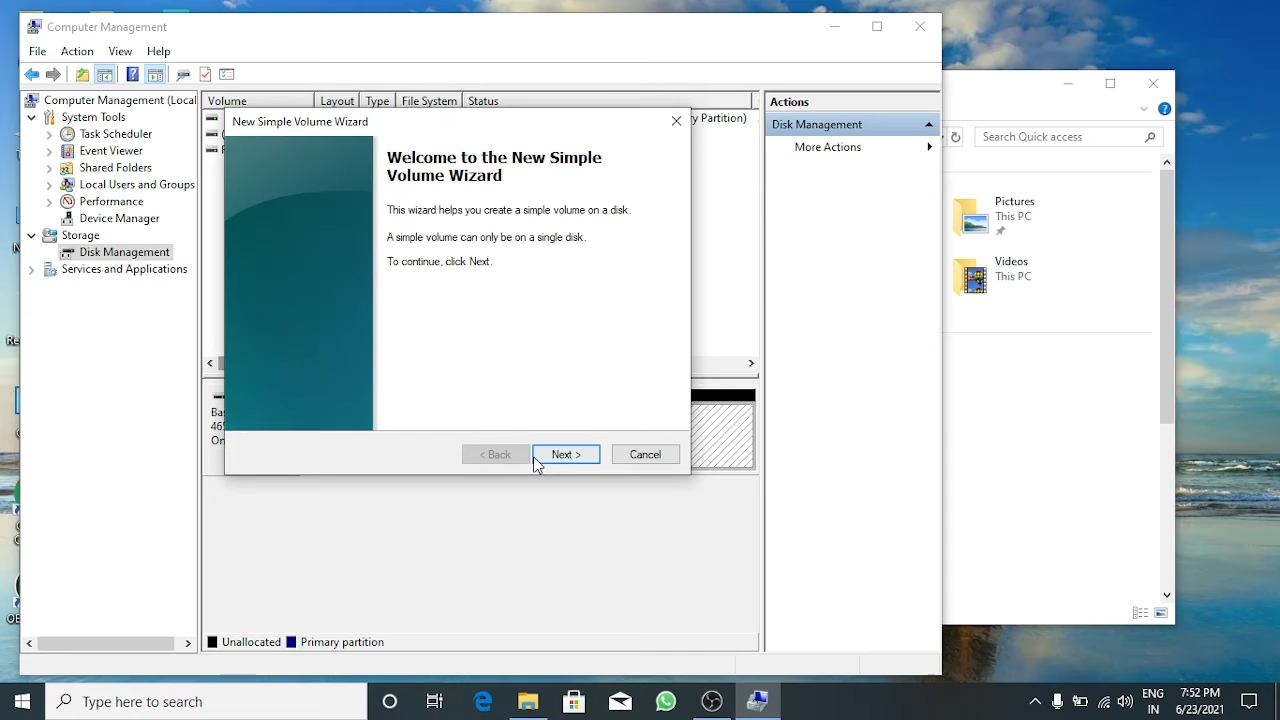 Computer Management
File Action View Help
Computer Management (Local
System Tools
Task Scheduler
Event Viewer
Shared Folders
Local Users and Groups
Performance
Device Manager
Storage
Disk Management
Services and Applications
Volume Layout Type File System Status
y Partition)
New Simple Volume Wizard
Welcome to the New Simple
Volume Wizard
This wizard helps you create a simple volume on a disk.
A simple volume can only be on a single disk.
To continue, click Next.
< Back Next > Cancel
Bas
465
On
Unallocated Primary partition
Actions
Disk Management
More Actions
Search Quick access
Pictures
This PC
Videos
This PC
Type here to search
ENG
IN
7:52 PM
6/23/2021